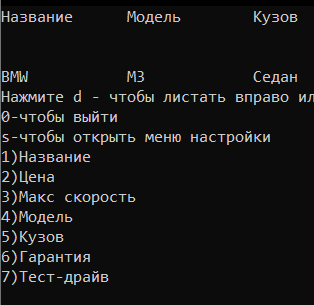 Название Модель Кузов
BMW M3 Седан
Нажмите d - чтобы листать вправо ил
0-чтобы выйти
s-чтобы открыть меню настройки
1)Название
2)Цена
3)Макс скорость
4)Модель
5)Кузов
6)Гарантия
7)Тест-драйв